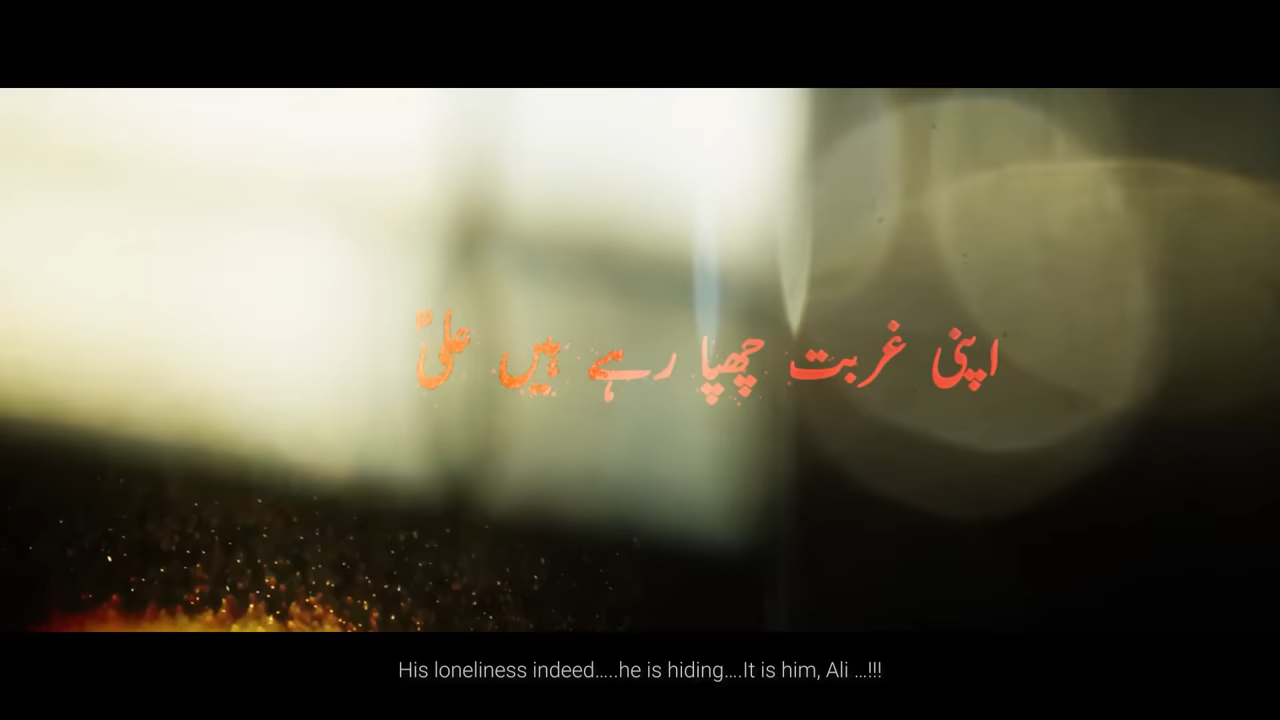 اپنی غربت چھپا رہے ہیں علیؑ
His loneliness indeed.....he is hiding....It is him, Ali ...!!!